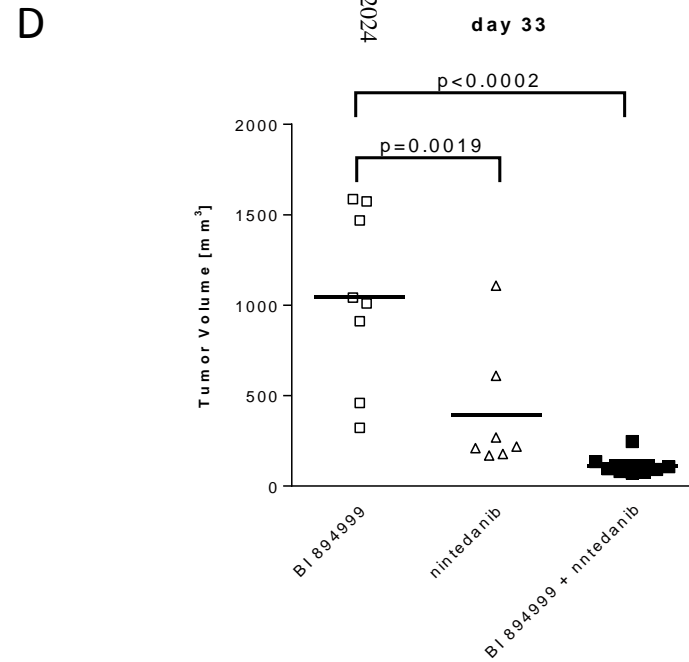 D
2024
day 33
p<0.0002
p=0.0019
Tumor Volume [mm³]
2000
1500
1000
500
0
BI 894999
nintedanib
BI 894999 + nntedanib